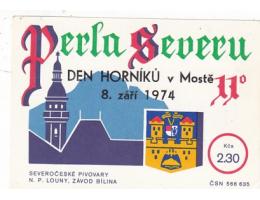 Perla Severu
DEN HORNÍKŮ v Mostě
11°
8. září 1974
Kčs
2.30
SEVEROČESKÉ PIVOVARY
N. P. LOUNY, ZÁVOD BÍLINA
ČSN 566 635